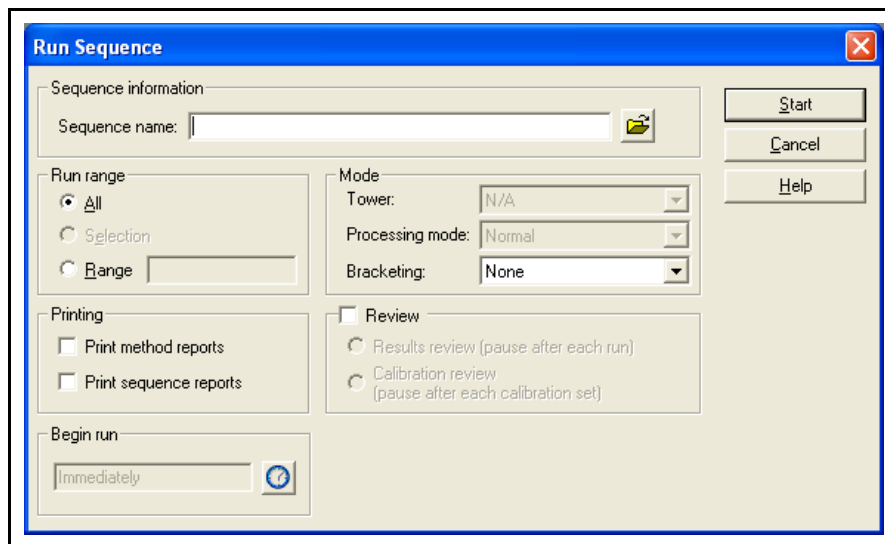 Run Sequence
Sequence information
Sequence name:
Start
Cancel
Help
Run range
All
Selection
Range
Mode
Tower: N/A
Processing mode: Normal
Bracketing: None
Printing
Print method reports
Print sequence reports
Review
Results review (pause after each run)
Calibration review
(pause after each calibration set)
Begin run
Immediately